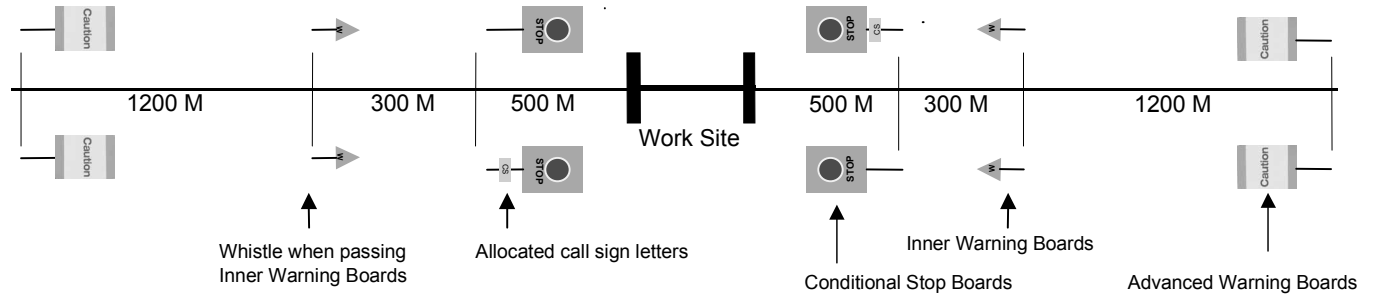 Caution
W
STOP
STOP
CS
W
Caution
1200 M
300 M
500 M
500 M
300 M
1200 M
Work Site
Caution
W
CS
STOP
STOP
W
Caution
Whistle when passing
Inner Warning Boards
Allocated call sign letters
Conditional Stop Boards
Inner Warning Boards
Advanced Warning Boards